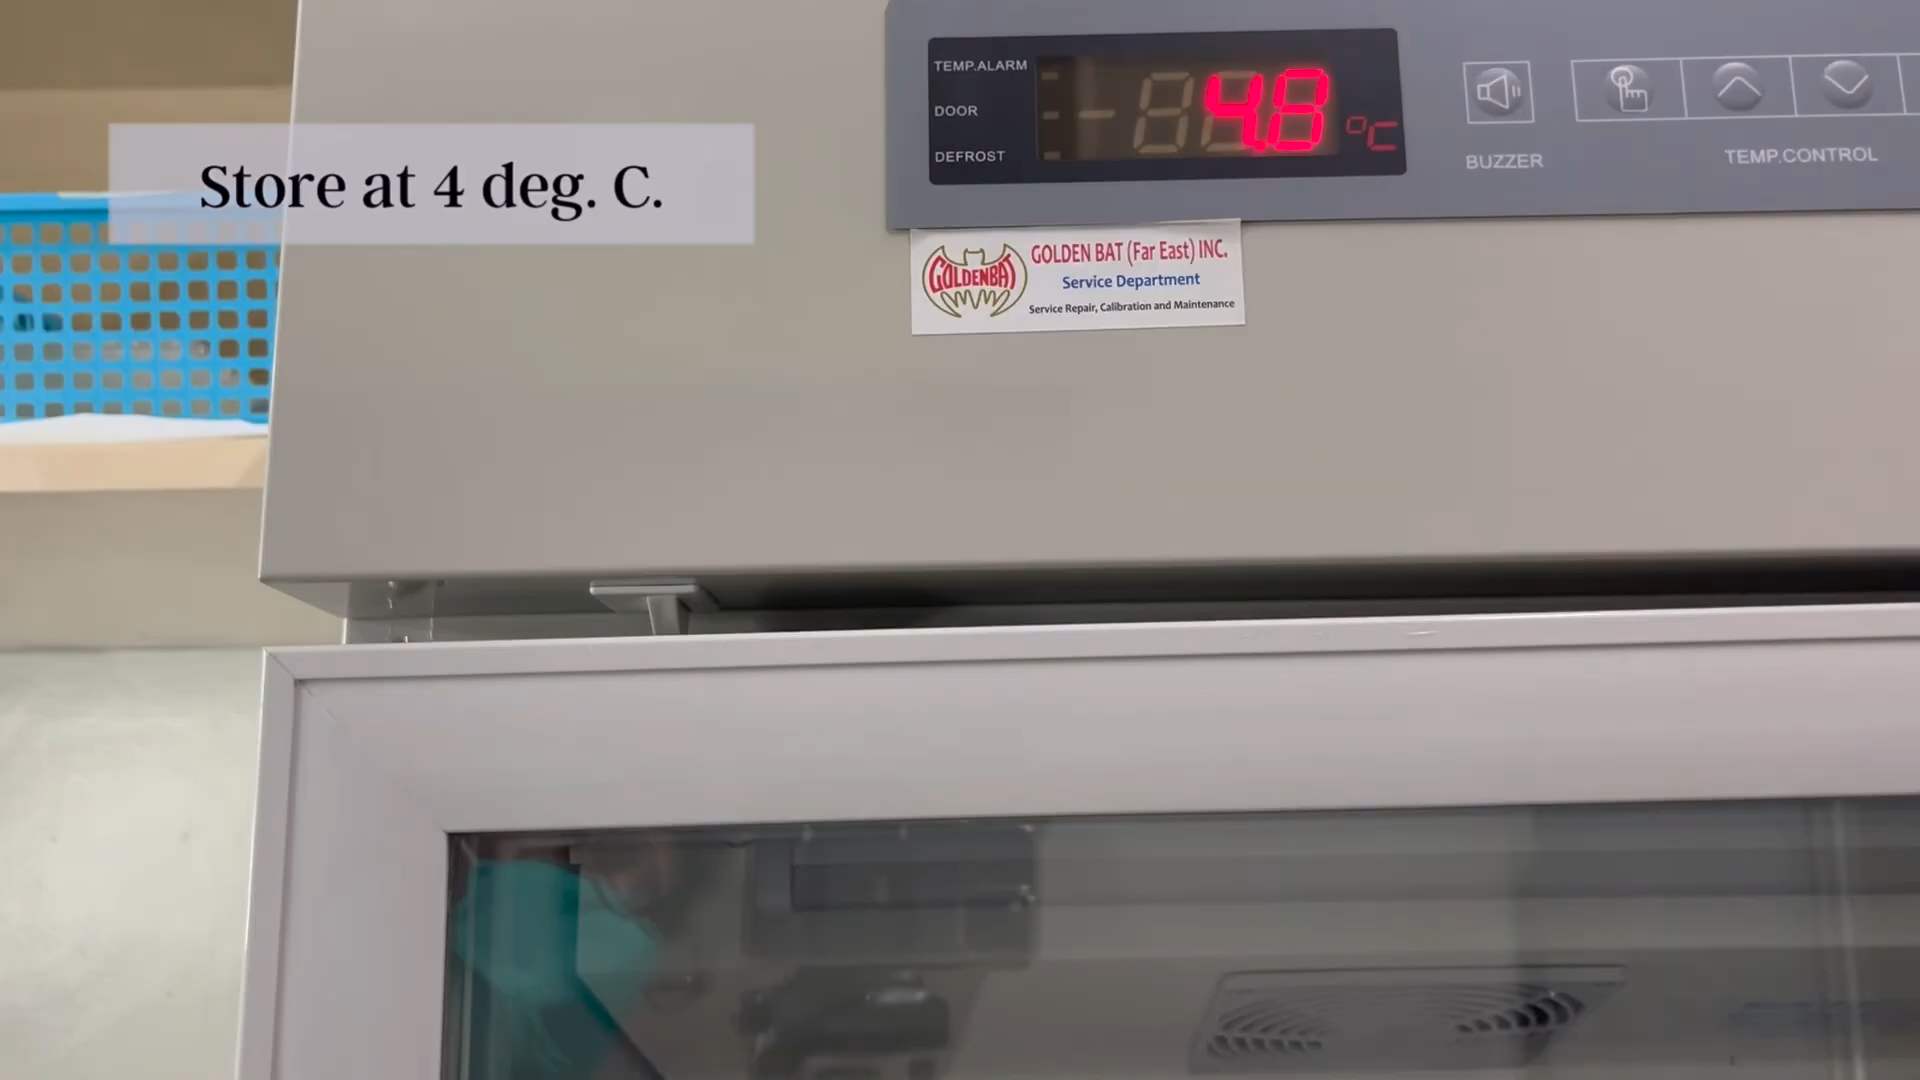 Store at 4 deg. C.
TEMP.ALARM
DOOR
DEFROST
4.8 °C
BUZZER
TEMP.CONTROL
GOLDENBAT
GOLDEN BAT (Far East) INC.
Service Department
Service Repair, Calibration and Maintenance